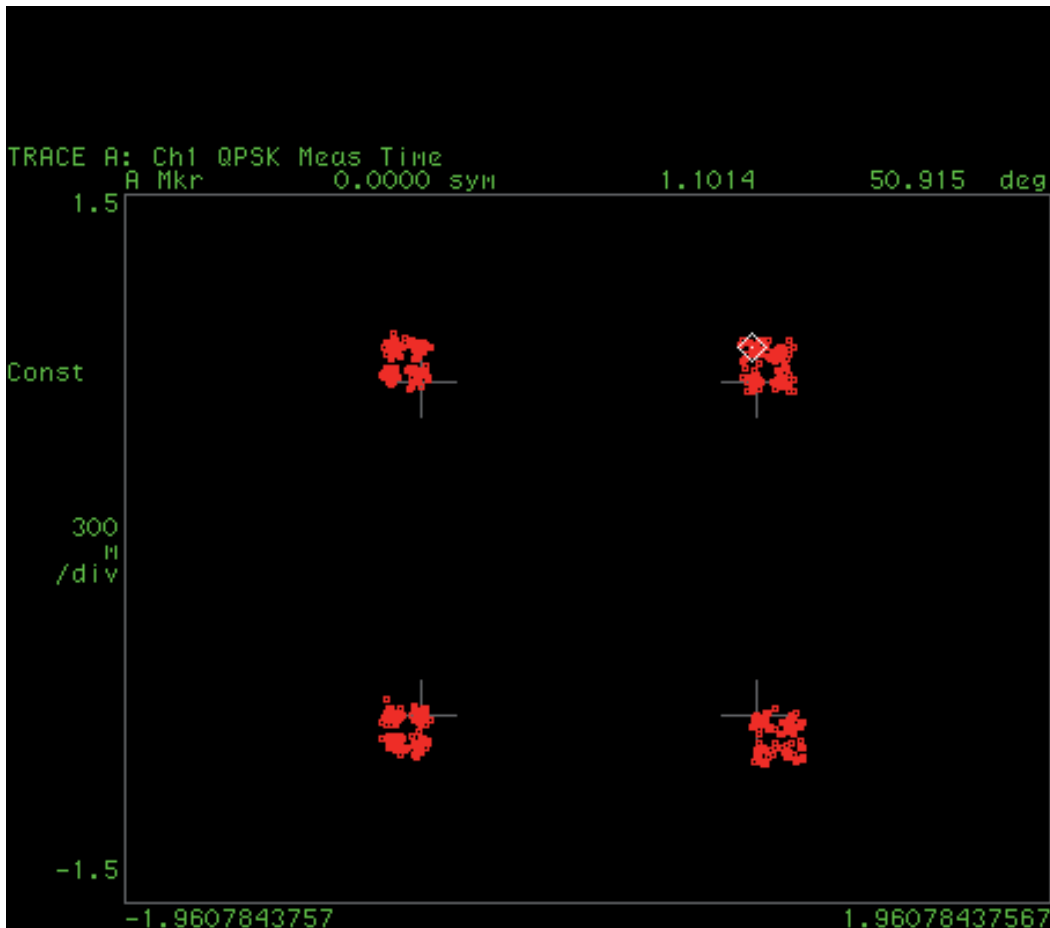 TRACE A: Ch1 QPSK Meas Time
A Mkr 0.0000 sym 1.1014 50.915 deg
1.5
Const
300
m
/div
-1.5
-1.9607843757 1.96078437567